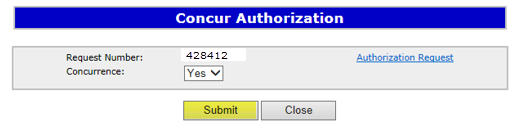 Concur Authorization
Request Number: 428412 Authorization Request
Concurrence: Yes
Submit Close